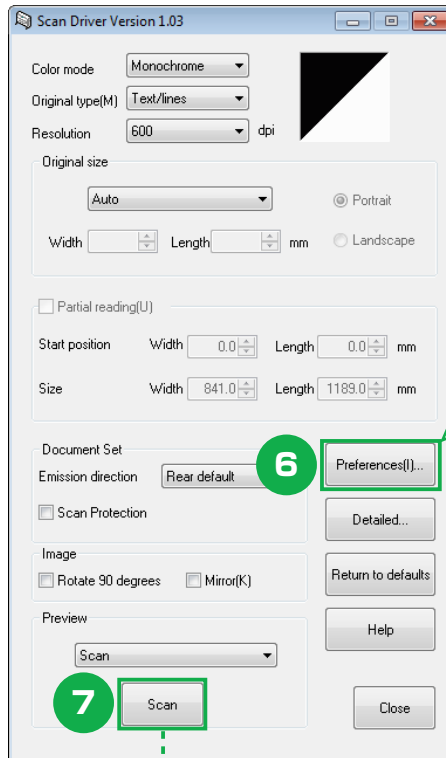 Scan Driver Version 1.03
Color mode Monochrome
Original type(M) Text/lines
Resolution 600 dpi
Original size
Auto Portrait
Width Length mm Landscape
Partial reading(U)
Start position Width 0.0 Length 0.0 mm
Size Width 841.0 Length 1189.0 mm
Document Set
6 Preferences(I)...
Emission direction Rear default
Scan Protection Detailed...
Image
Rotate 90 degrees Mirror(K) Return to defaults
Preview
Help
Scan
7 Scan Close